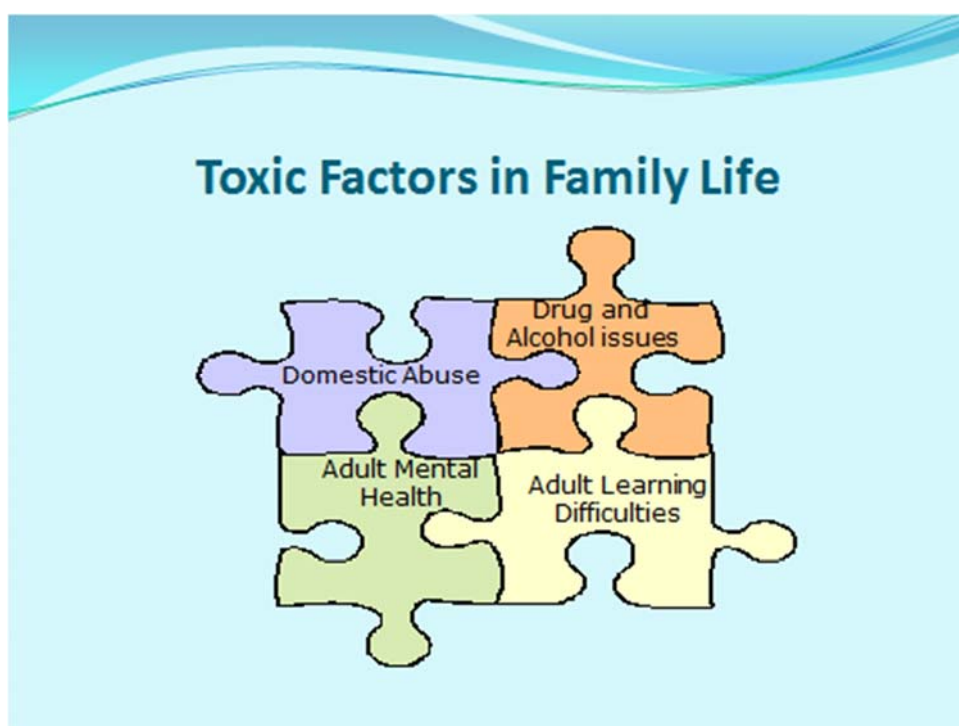 Toxic Factors in Family Life
Drug and
Alcohol issues
Domestic Abuse
Adult Mental
Health
Adult Learning
Difficulties